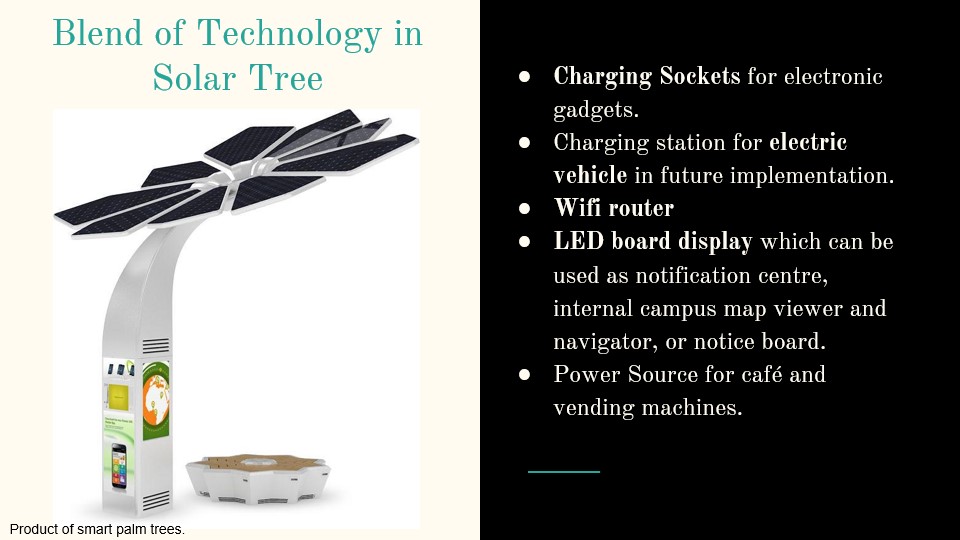 Blend of Technology in
Solar Tree
Product of smart palm trees.
● Charging Sockets for electronic
gadgets.
● Charging station for electric
vehicle in future implementation.
● Wifi router
● LED board display which can be
used as notification centre,
internal campus map viewer and
navigator, or notice board.
● Power Source for café and
vending machines.